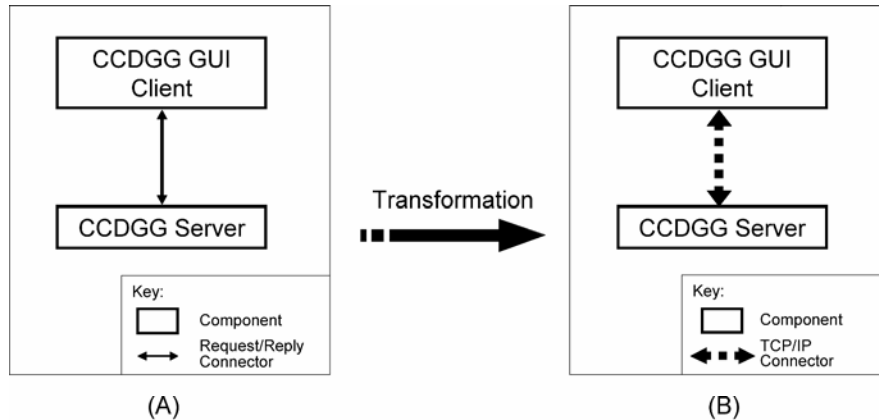 CCDGG GUI
Client
CCDGG Server
Key:
Component
Request/Reply
Connector
(A)
Transformation
CCDGG GUI
Client
CCDGG Server
Key:
Component
TCP/IP
Connector
(B)